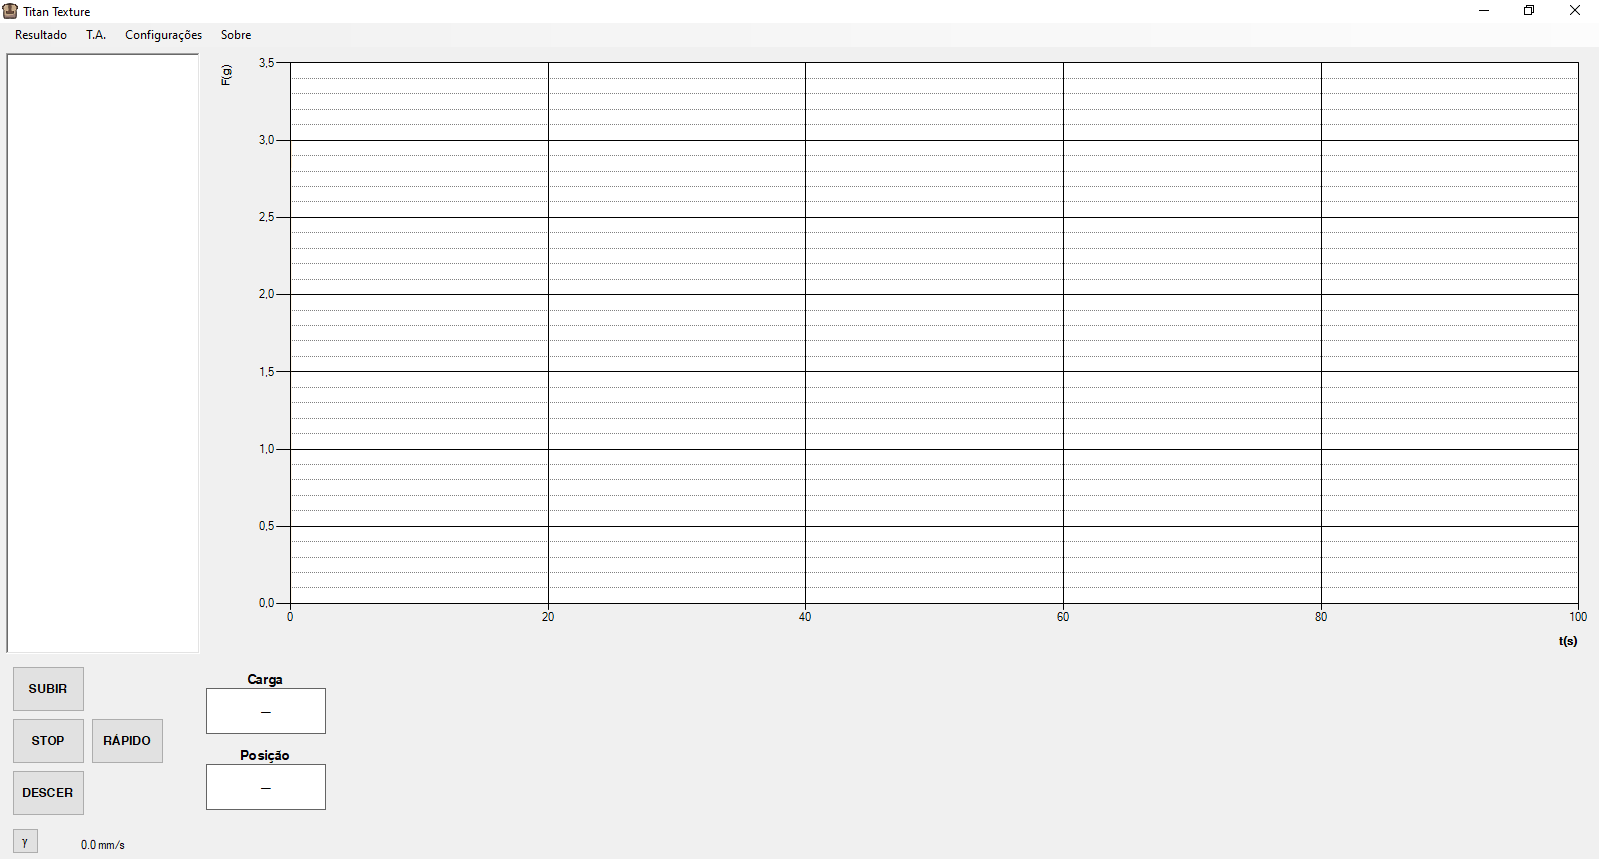 Titan Texture
Resultado T.A. Configurações Sobre
F(g)
3,5
3,0
2,5
2,0
1,5
1,0
0,5
0,0
0 20 40 60 80 100
t(s)
SUBIR
STOP RÁPIDO
DESCER
γ 0.0 mm/s
Carga
—
Posição
—